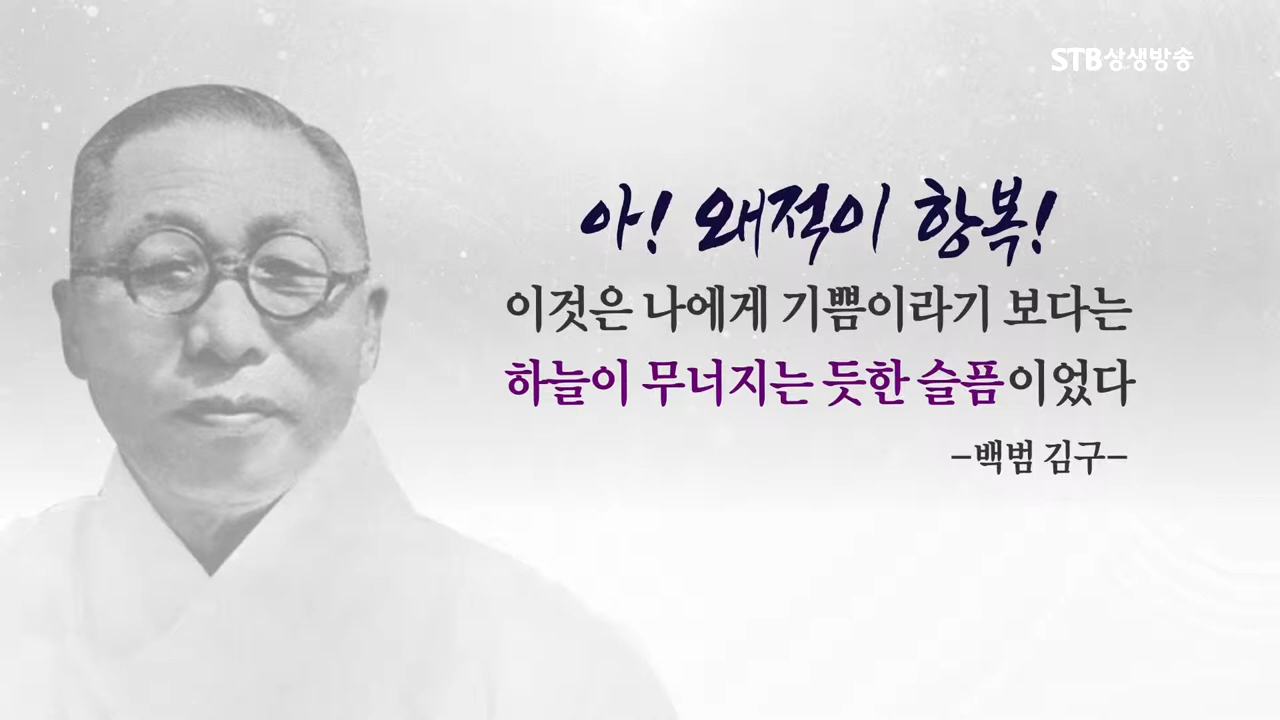 STB상생방송
아! 왜적이 항복!
이것은 나에게 기쁨이라기 보다는
하늘이 무너지는 듯한 슬픔이었다
-백범 김구-